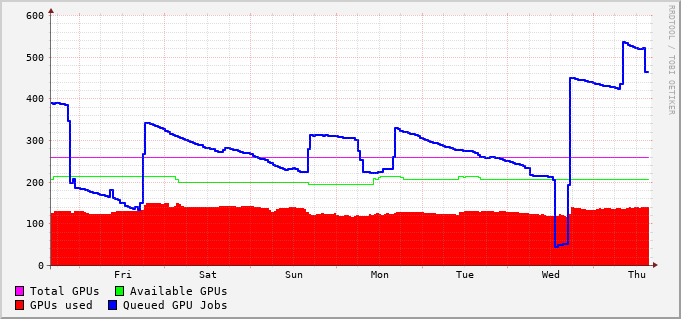 600
500
400
300
200
100
0
Fri Sat Sun Mon Tue Wed Thu
Total GPUs Available GPUs
GPUs used Queued GPU Jobs
RRDTOOL / TOBI OETIKER